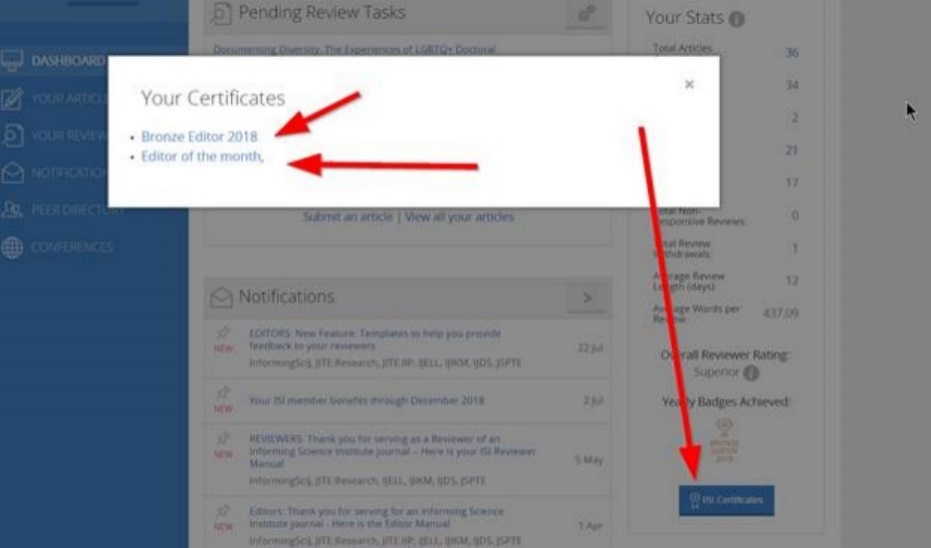 Pending Review Tasks
Documenting Diversity: The Experiences of LGBTQ+ Doctoral
Your Stats
DASHBOARD
YOUR
YOUR
PEER DIRECTORY
CONFERENCES
Your Certificates
×
• Bronze Editor 2018
• Editor of the month,
Submit an article | View all your articles
Total Articles
36
34
2
21
17
Total Non-
Responsive Reviews:
0
Total Review
Withdrawals:
1
Average Review
Length (days):
12
Average Words per
Review:
437.09
Overall Reviewer Rating:
Superior
Yearly Badges Achieved:
BRONZE
EDITOR
2018
ISI Certificates
Notifications
>
NEW
EDITORS: New Feature: Templates to help you provide
feedback to your reviewers
InformingSciJ, JITE:Research, JITE:IIP, IJELL, IJIKM, IJDS, JSPTE
22 Jul
NEW
Your ISI member benefits through December 2018
2 Jul
NEW
REVIEWERS: Thank you for serving as a Reviewer of an
Informing Science Institute journal -- Here is your ISI Reviewer
Manual
InformingSciJ, JITE:Research, IJELL, IJIKM, IJDS, JSPTE
5 May
NEW
Editors: Thank you for serving for an Informing Science
Institute journal - Here is the Editor Manual
InformingSciJ, JITE:Research, JITE:IIP, IJELL, IJIKM, IJDS, JSPTE
1 Apr